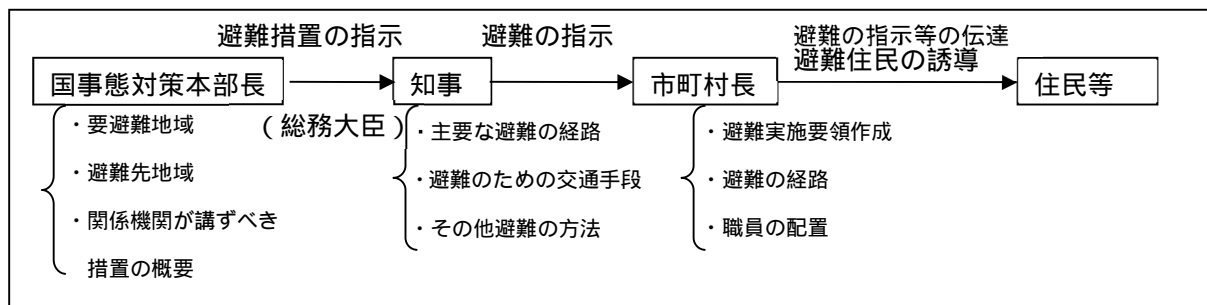 避難措置の指示
避難の指示
避難の指示等の伝達
避難住民の誘導
国事態対策本部長
知事
市町村長
住民等
(総務大臣)
・要避難地域
・避難先地域
・関係機関が講ずべき
措置の概要
・主要な避難の経路
・避難のための交通手段
・その他避難の方法
・避難実施要領作成
・避難の経路
・職員の配置